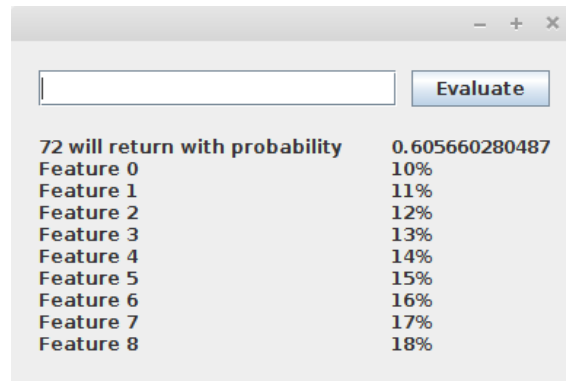 Evaluate
72 will return with probability 0.605660280487
Feature 0 10%
Feature 1 11%
Feature 2 12%
Feature 3 13%
Feature 4 14%
Feature 5 15%
Feature 6 16%
Feature 7 17%
Feature 8 18%